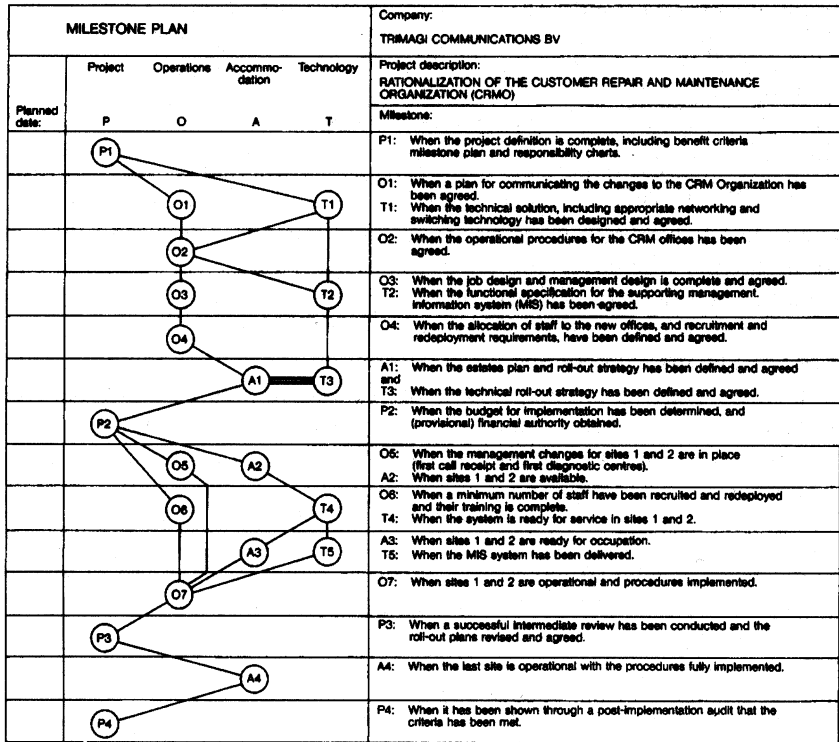 MILESTONE PLAN
Company:
TRIMAGI COMMUNICATIONS BV
Project Operations Accommo-
dation Technology
Project description:
RATIONALIZATION OF THE CUSTOMER REPAIR AND MAINTENANCE
ORGANIZATION (CRMO)
Planned
date:
P O A T
Milestone:
P1
P1: When the project definition is complete, including benefit criteria
milestone plan and responsibility charts.
O1 T1
O1: When a plan for communicating the changes to the CRM Organization has
been agreed.
T1: When the technical solution, including appropriate networking and
switching technology has been designed and agreed.
O2
O2: When the operational procedures for the CRM offices has been
agreed.
O3 T2
O3: When the job design and management design is complete and agreed.
T2: When the functional specification for the supporting management.
Information system (MIS) has been agreed.
O4
O4: When the allocation of staff to the new offices, and recruitment and
redeployment requirements, have been defined and agreed.
A1 T3
A1: When the estates plan and roll-out strategy has been defined and agreed
and
T3: When the technical roll-out strategy has been defined and agreed.
P2
P2: When the budget for implementation has been determined, and
(provisional) financial authority obtained.
O5 A2
O5: When the management changes for sites 1 and 2 are in place
(first call receipt and first diagnostic centres).
A2: When sites 1 and 2 are available.
O6 T4
O6: When a minimum number of staff have been recruited and redeployed
and their training is complete.
T4: When the system is ready for service in sites 1 and 2.
A3 T5
A3: When sites 1 and 2 are ready for occupation.
T5: When the MIS system has been delivered.
O7
O7: When sites 1 and 2 are operational and procedures implemented.
P3
P3: When a successful intermediate review has been conducted and the
roll-out plans revised and agreed.
A4
A4: When the last site is operational with the procedures fully implemented.
P4
P4: When it has been shown through a post-implementation audit that the
criteria has been met.